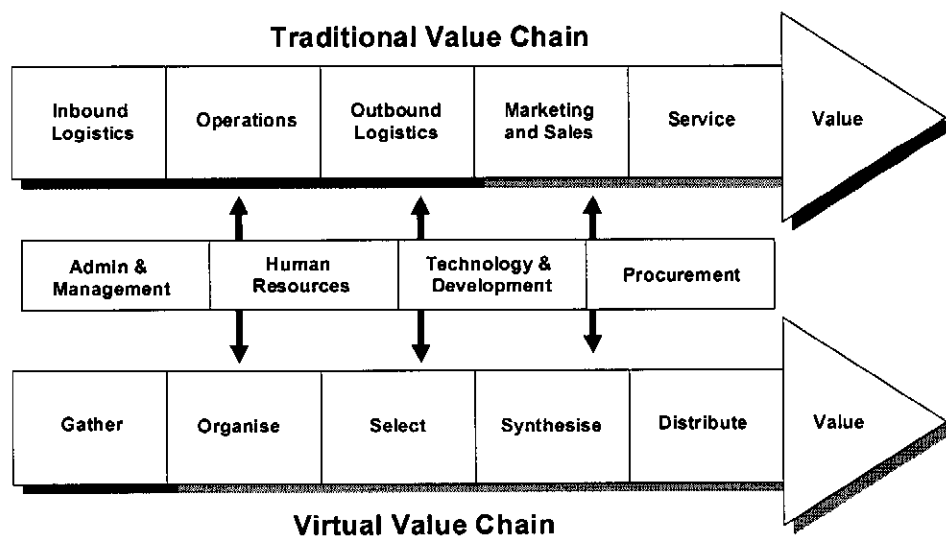 Traditional Value Chain
Inbound
Logistics
Operations
Outbound
Logistics
Marketing
and Sales
Service
Value
Admin &
Management
Human
Resources
Technology &
Development
Procurement
Gather
Organise
Select
Synthesise
Distribute
Value
Virtual Value Chain